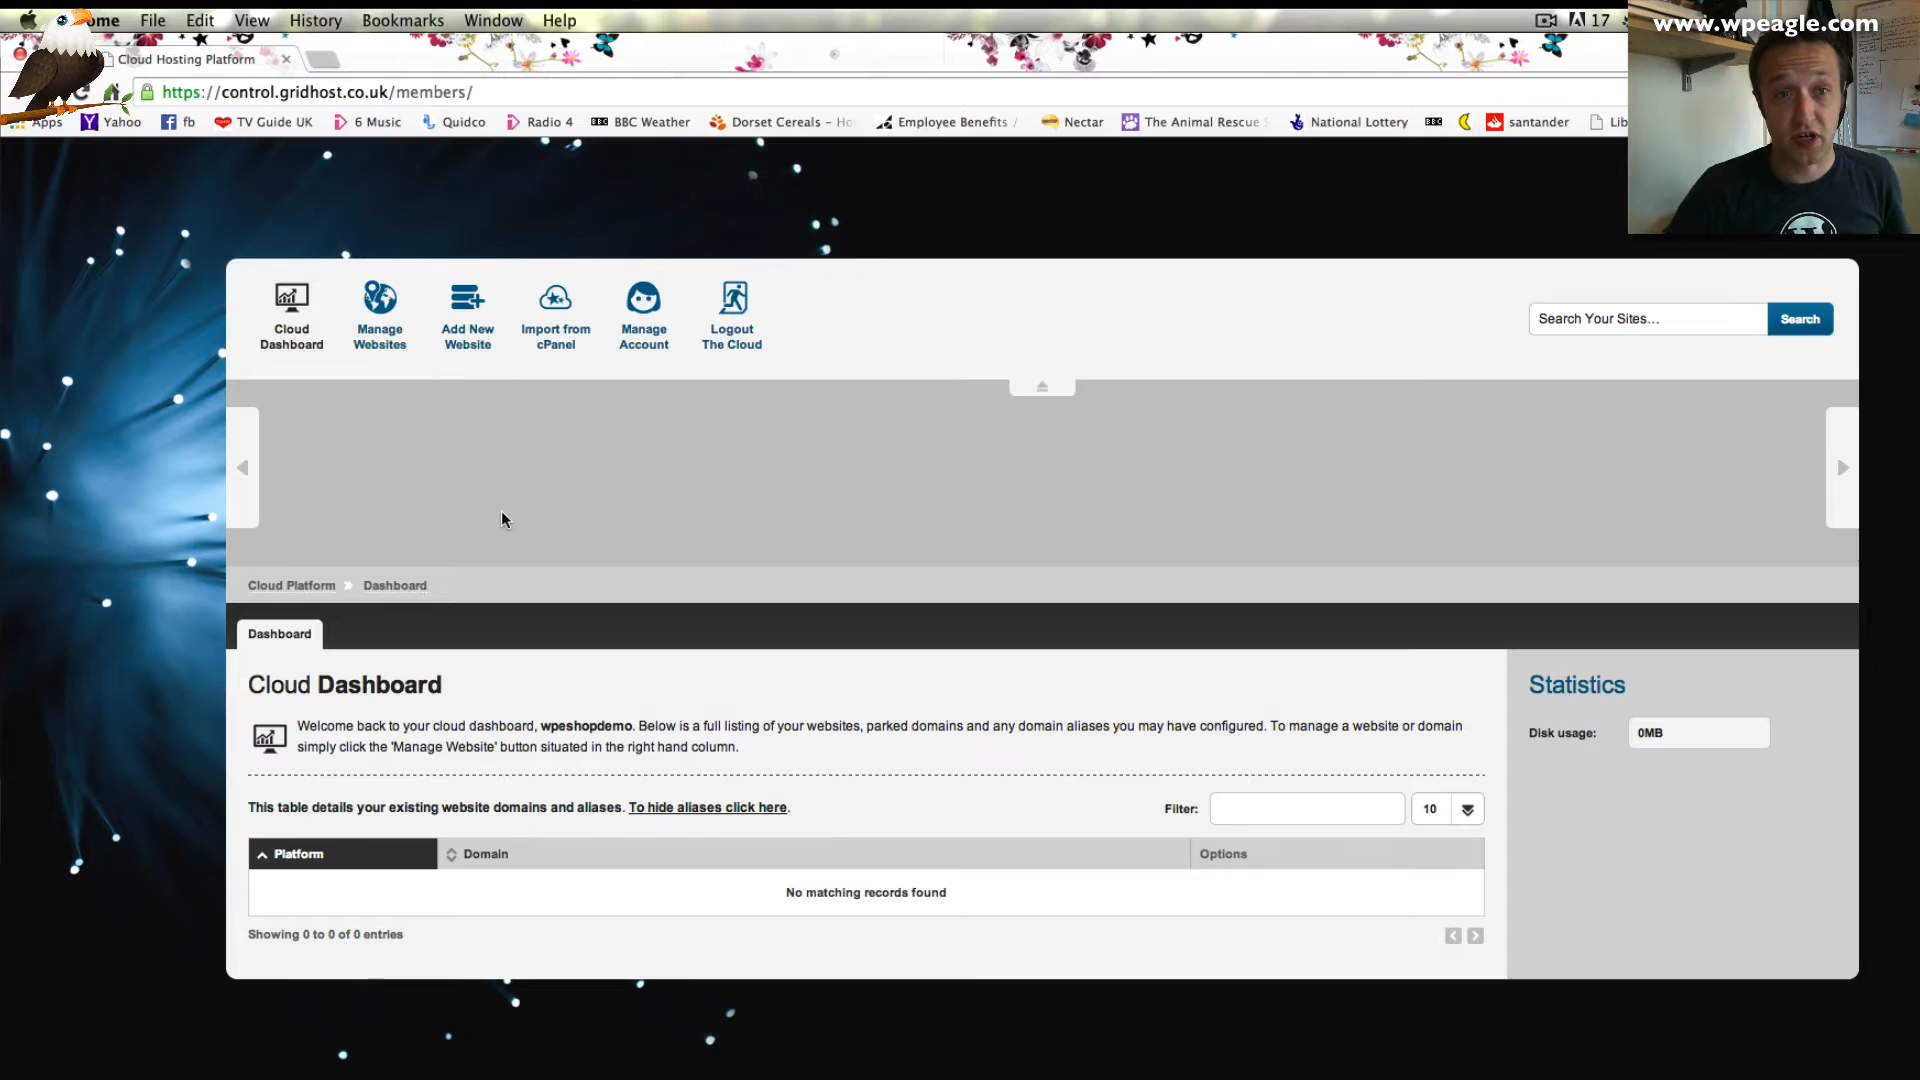 ome File Edit View History Bookmarks Window Help
17
www.wpeagle.com
Cloud Hosting Platform
https://control.gridhost.co.uk/members/
Apps Yahoo fb TV Guide UK 6 Music Quidco Radio 4 BBC Weather Dorset Cereals – Ho Employee Benefits / Nectar The Animal Rescue S National Lottery BBC santander Lib
Cloud Dashboard
Manage Websites
Add New Website
Import from cPanel
Manage Account
Logout The Cloud
Search Your Sites...
Search
Cloud Platform Dashboard
Dashboard
Cloud Dashboard
Welcome back to your cloud dashboard, wpeshopdemo. Below is a full listing of your websites, parked domains and any domain aliases you may have configured. To manage a website or domain
simply click the 'Manage Website' button situated in the right hand column.
Statistics
Disk usage: 0MB
This table details your existing website domains and aliases. To hide aliases click here.
Filter: 10
Platform Domain Options
No matching records found
Showing 0 to 0 of 0 entries